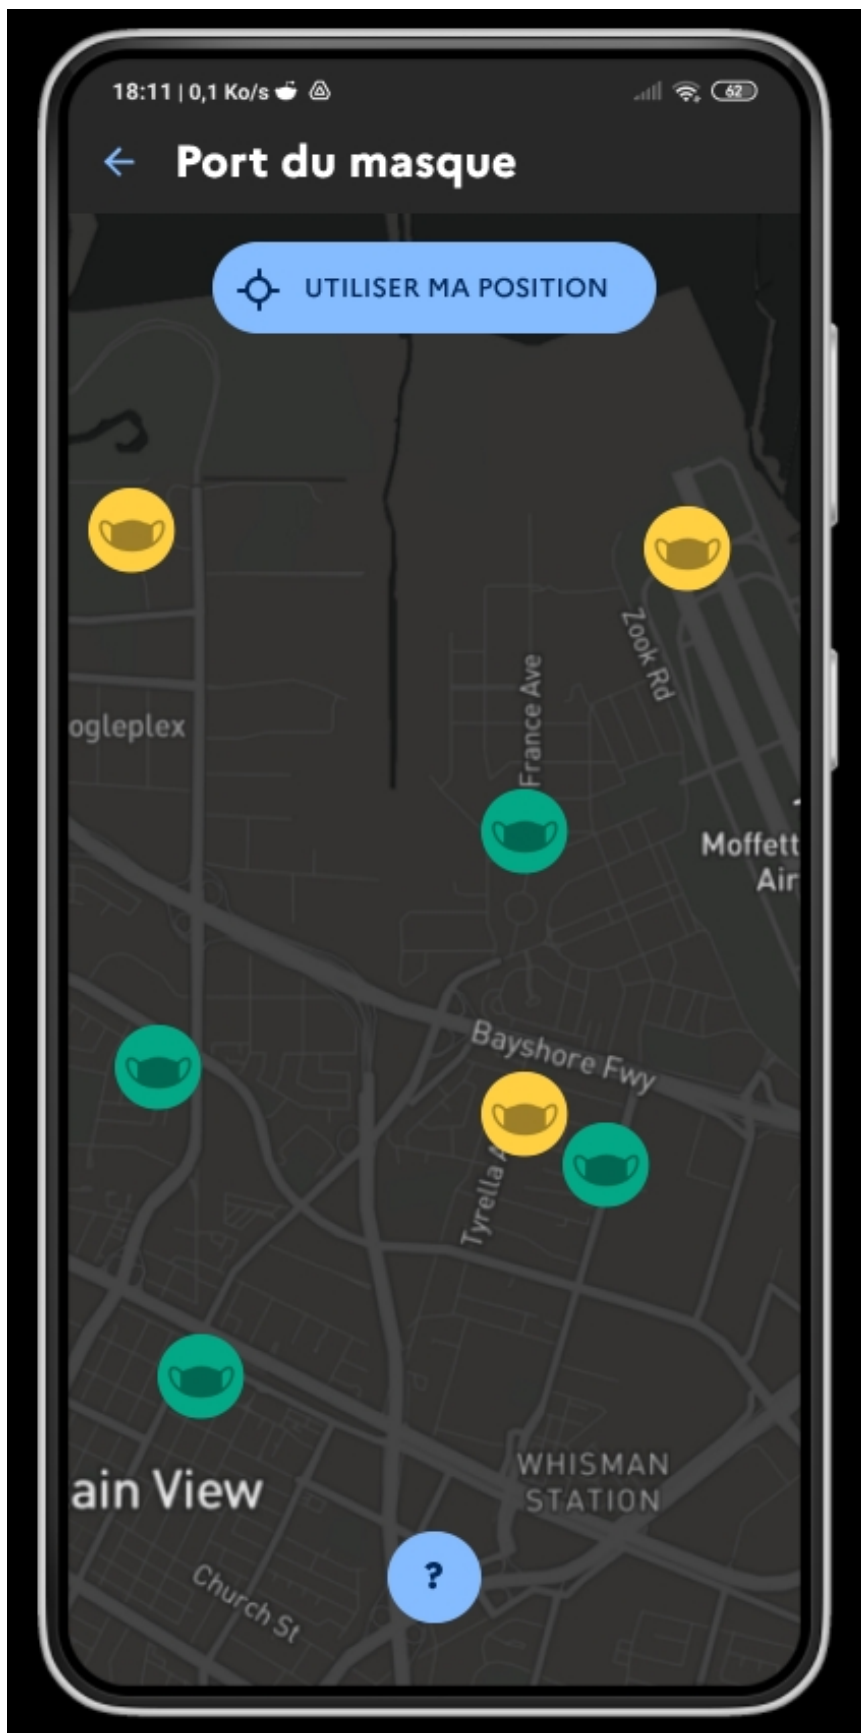 18:11 | 0,1 Ko/s
62
Port du masque
UTILISER MA POSITION
Zook Rd
France Ave
ogleplex
Moffett
Air
Bayshore Fwy
Tyrella A
WHISMAN
STATION
ain View
?
Church St